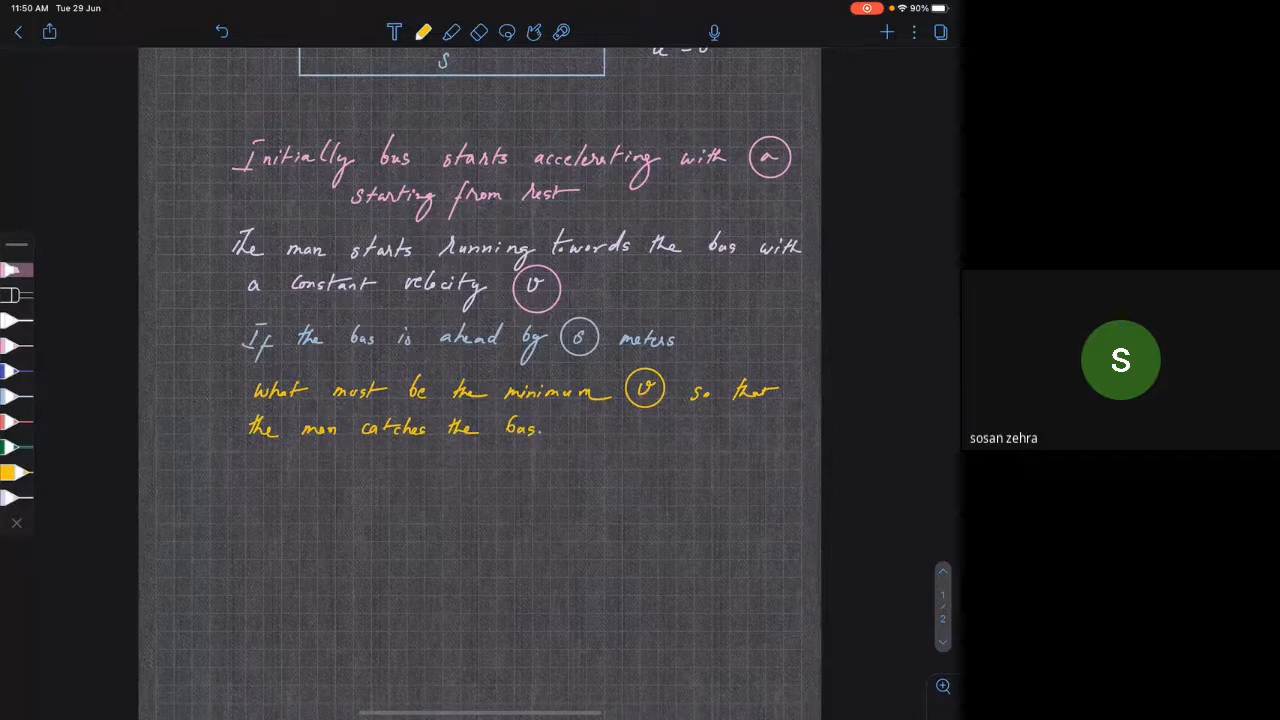 11:50 AM Tue 29 Jun
90%
T
s
Initially bus starts accelerating with a
starting from rest
The man starts running towards the bus with
a constant velocity v
If the bus is ahead by s meters
What must be the minimum v so that
the man catches the bus.
S
sosan zehra
1
/
2